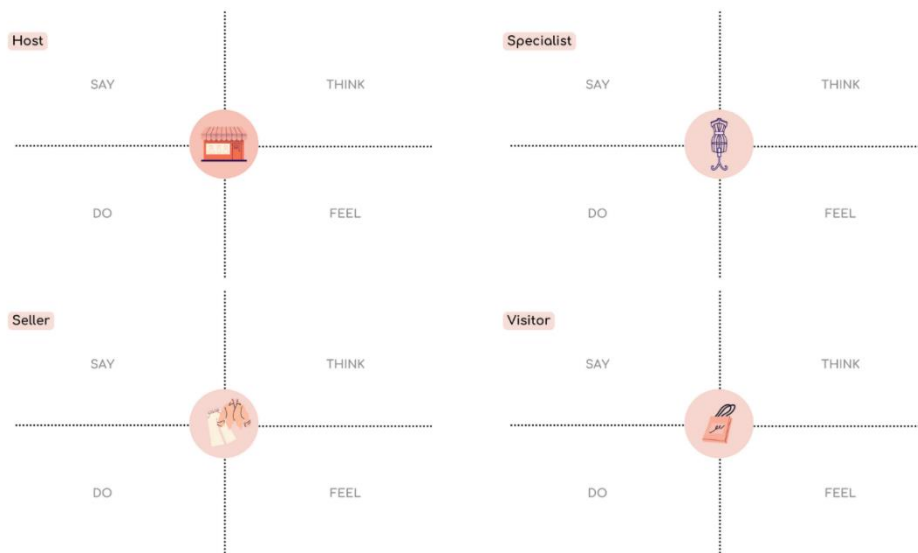 Host
SAY
THINK
DO
FEEL
Specialist
SAY
THINK
DO
FEEL
Seller
SAY
THINK
DO
FEEL
Visitor
SAY
THINK
DO
FEEL